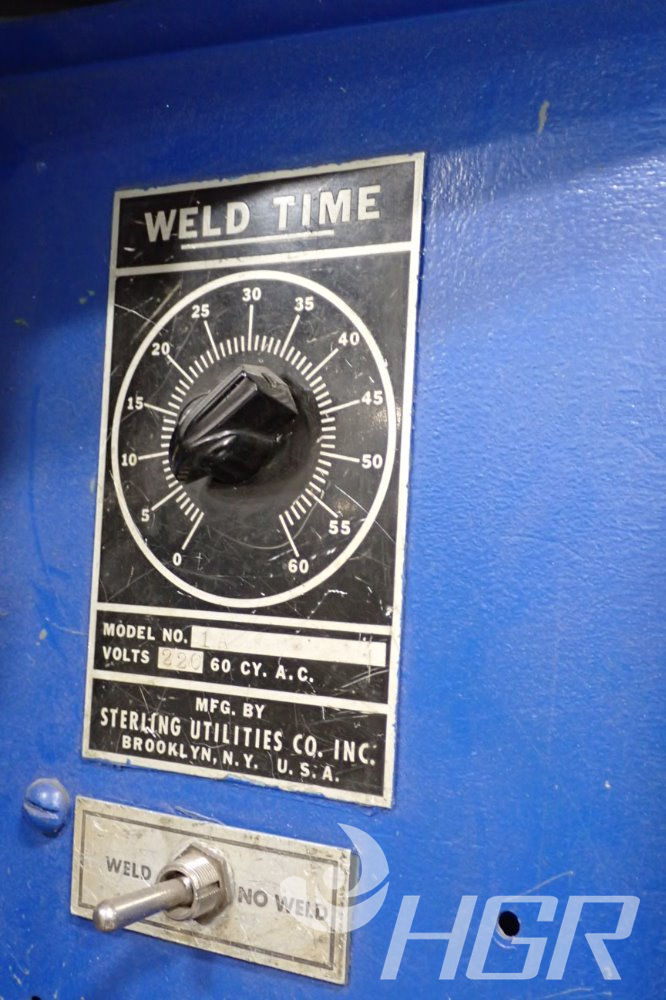 WELD TIME
30
25
35
20
40
15
45
10
50
5
55
0
60
MODEL NO. 1A
VOLTS 220 60 CY. A.C.
MFG. BY
STERLING UTILITIES CO. INC.
BROOKLYN, N.Y. U.S.A.
WELD
NO WELD
HGR